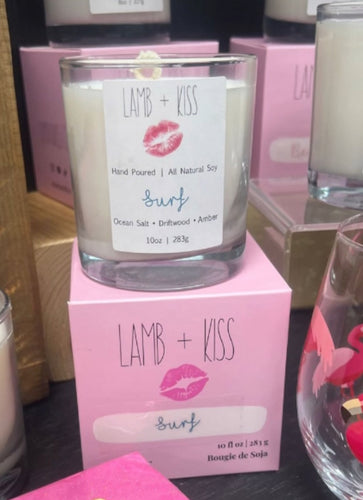 LAMB + KISS
Hand Poured | All Natural Soy
Surf
Ocean Salt • Driftwood • Amber
10oz | 283g
LAMB + KISS
Surf
10 fl oz | 283 g
Bougie de Soja